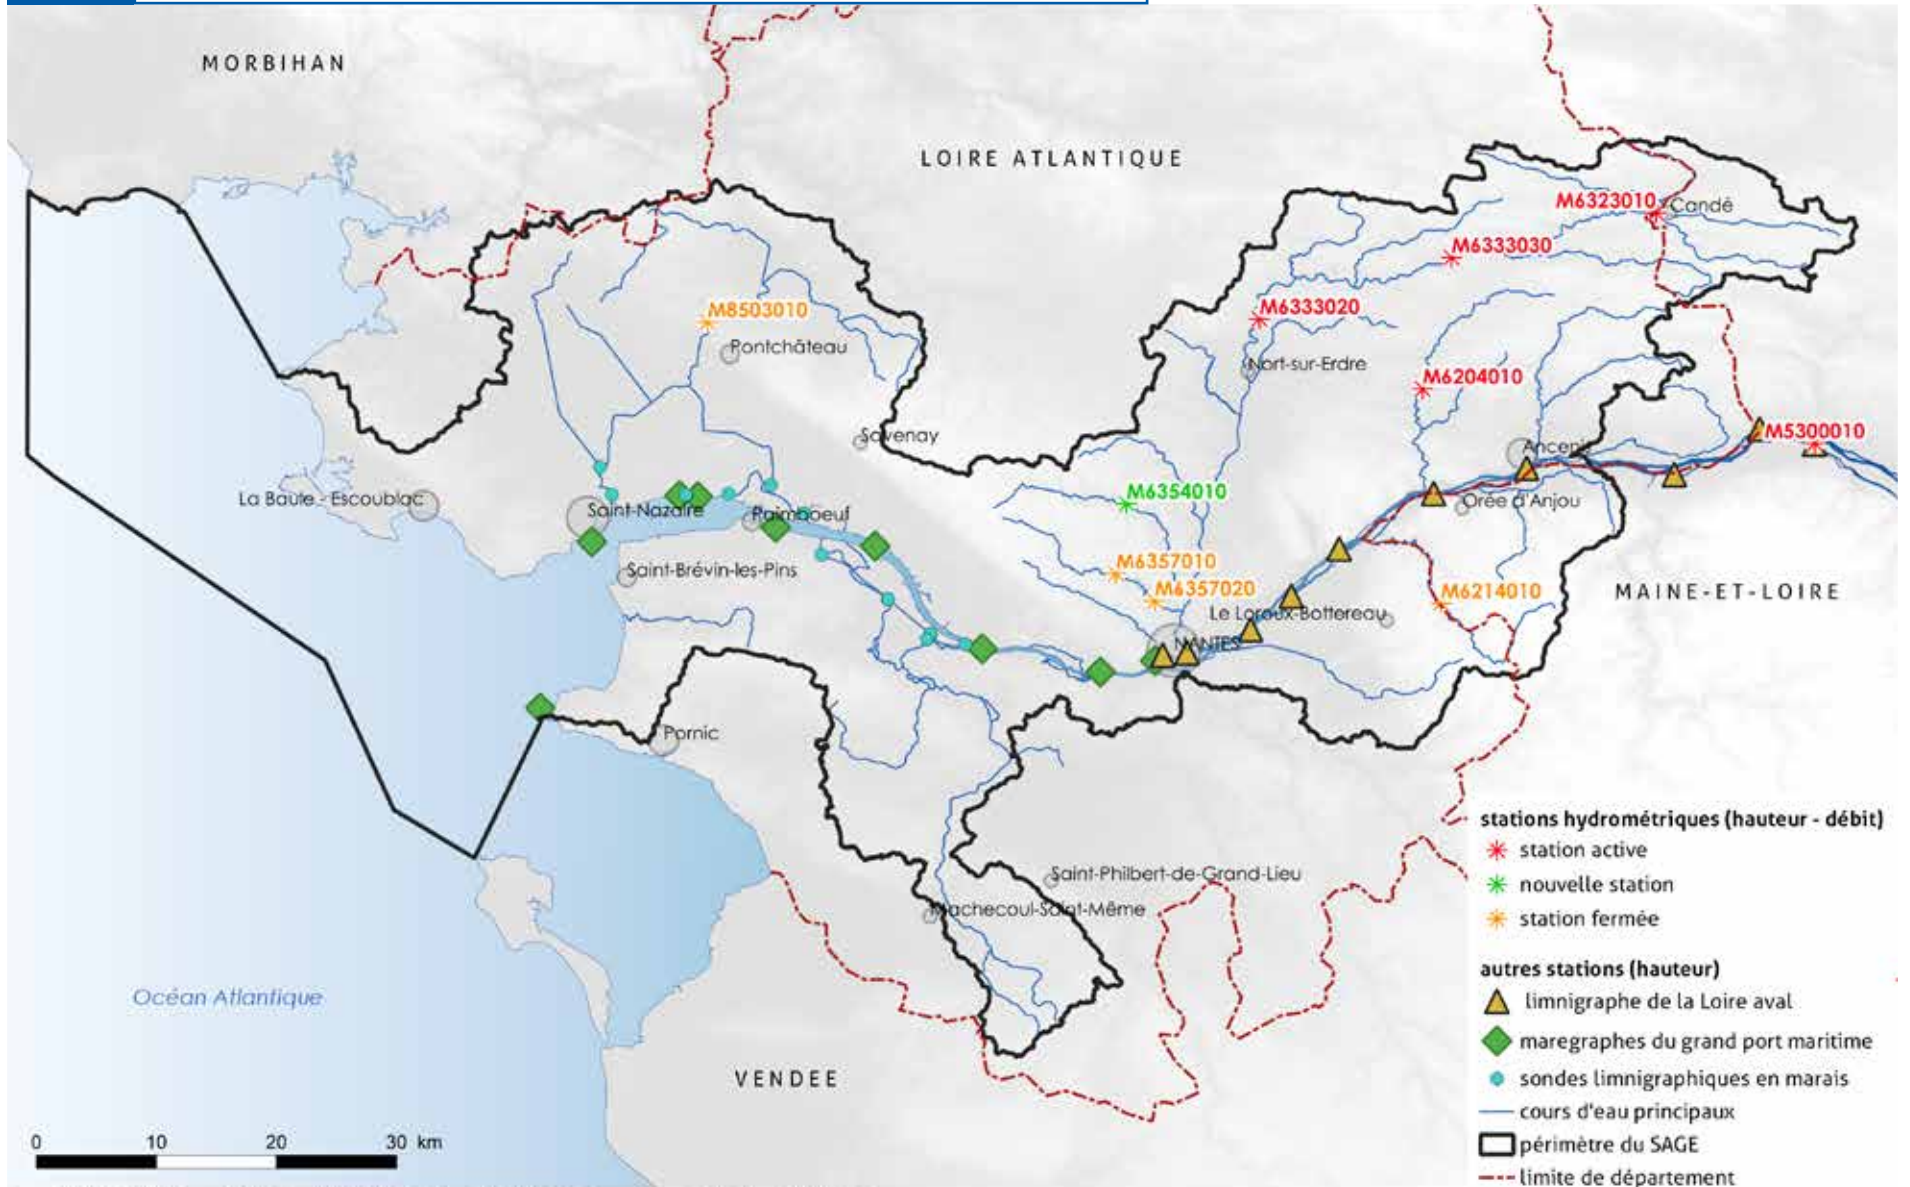 MORBIHAN
LOIRE ATLANTIQUE
M6323010
Candé
M6333030
M8503010
M6333020
Pontchâteau
Nort-sur-Erdre
M6204010
Savenay
M5300010
Ancenis
La Baule - Escoublac
M6354010
Orée d'Anjou
Saint-Nazaire
Paimboeuf
M6357010
Saint-Brévin-les-Pins
M6357020
M6214010
MAINE-ET-LOIRE
Le Loroux-Bottereau
NANTES
Pornic
Saint-Philbert-de-Grand-Lieu
Machecoul-Saint-Même
Océan Atlantique
VENDEE
stations hydrométriques (hauteur - débit)
station active
nouvelle station
station fermée
autres stations (hauteur)
limnigraphe de la Loire aval
maregraphes du grand port maritime
sondes limnigraphiques en marais
cours d'eau principaux
périmètre du SAGE
limite de département
0 10 20 30 km